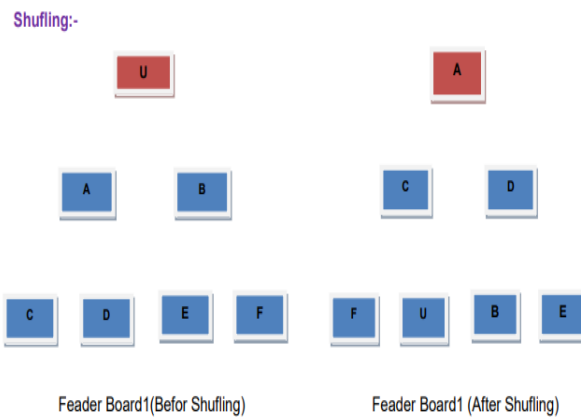 Shufling:-
U
A
A
B
C
D
C
D
E
F
F
U
B
E
Feader Board1(Befor Shufling)
Feader Board1 (After Shufling)